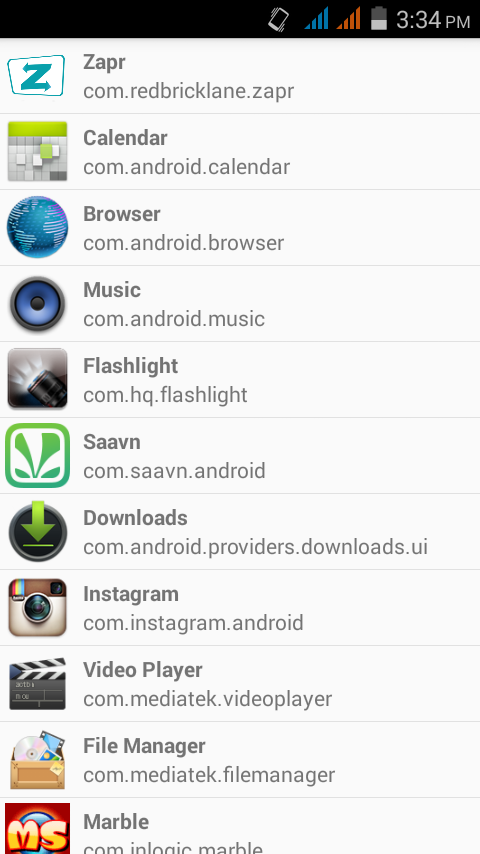 3:34 PM
Zapr
com.redbricklane.zapr
Calendar
com.android.calendar
Browser
com.android.browser
Music
com.android.music
Flashlight
com.hq.flashlight
Saavn
com.saavn.android
Downloads
com.android.providers.downloads.ui
Instagram
com.instagram.android
Video Player
com.mediatek.videoplayer
File Manager
com.mediatek.filemanager
MS
Marble
com.inlogic.marble